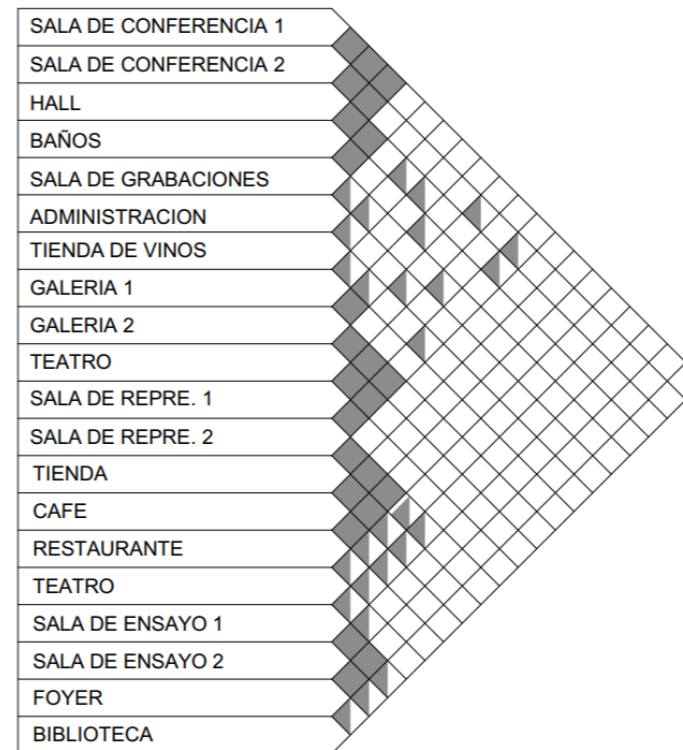 SALA DE CONFERENCIA 1
SALA DE CONFERENCIA 2
HALL
BAÑOS
SALA DE GRABACIONES
ADMINISTRACION
TIENDA DE VINOS
GALERIA 1
GALERIA 2
TEATRO
SALA DE REPRE. 1
SALA DE REPRE. 2
TIENDA
CAFE
RESTAURANTE
TEATRO
SALA DE ENSAYO 1
SALA DE ENSAYO 2
FOYER
BIBLIOTECA